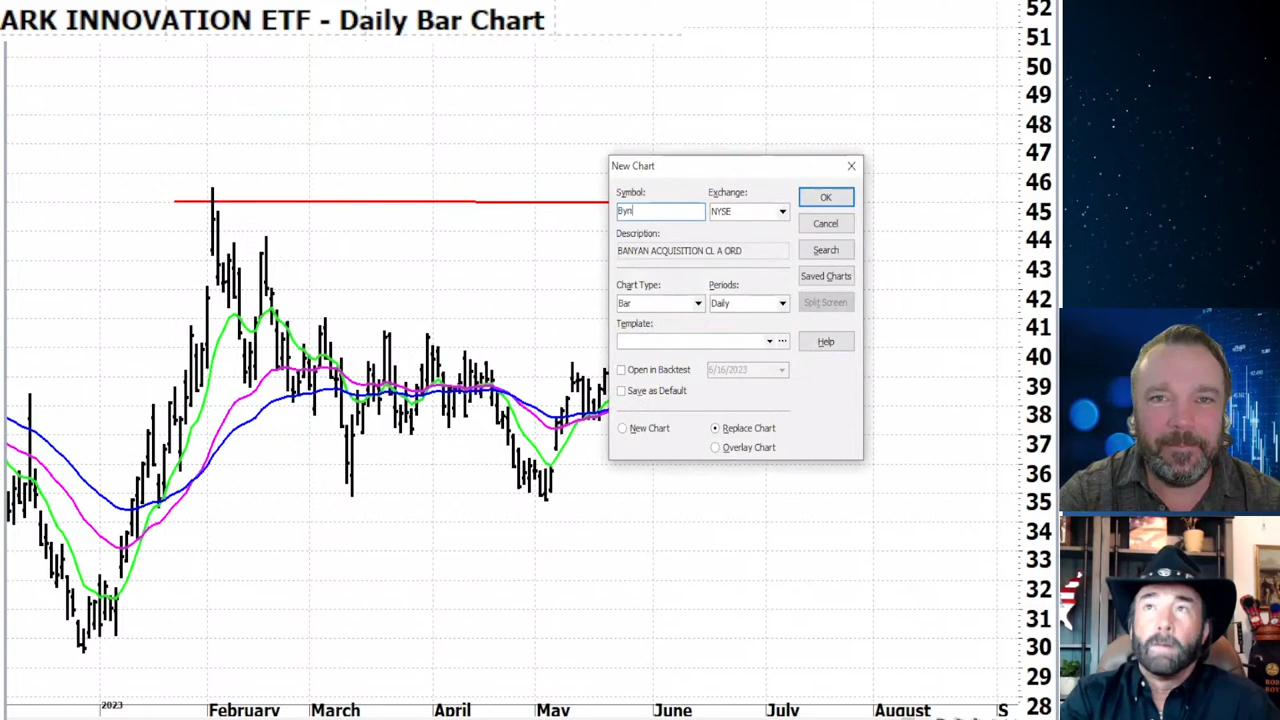 ARK INNOVATION ETF - Daily Bar Chart
52
51
50
49
48
47
46
45
44
43
42
41
40
39
38
37
36
35
34
33
32
31
30
29
28
New Chart
Symbol:
Exchange:
Byn
NYSE
OK
Cancel
Description:
BANYAN ACQUISITION CL A ORD
Search
Saved Charts
Chart Type:
Periods:
Bar
Daily
Split Screen
Template:
Help
Open in Backtest
6/16/2023
Save as Default
New Chart
Replace Chart
Overlay Chart
2023
February
March
April
May
June
July
August
S